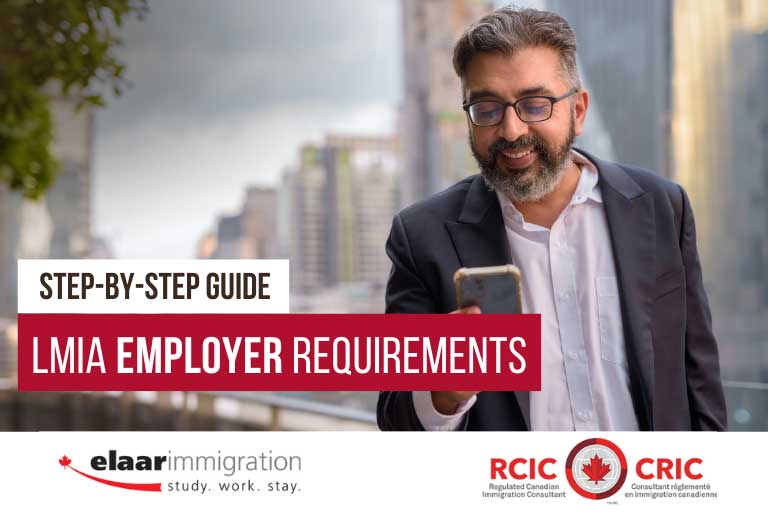 STEP-BY-STEP GUIDE
LMIA EMPLOYER REQUIREMENTS
elaarimmigration
study. work. stay.
RCIC CRIC
Regulated Canadian Consultant réglementé
Immigration Consultant en immigration canadienne